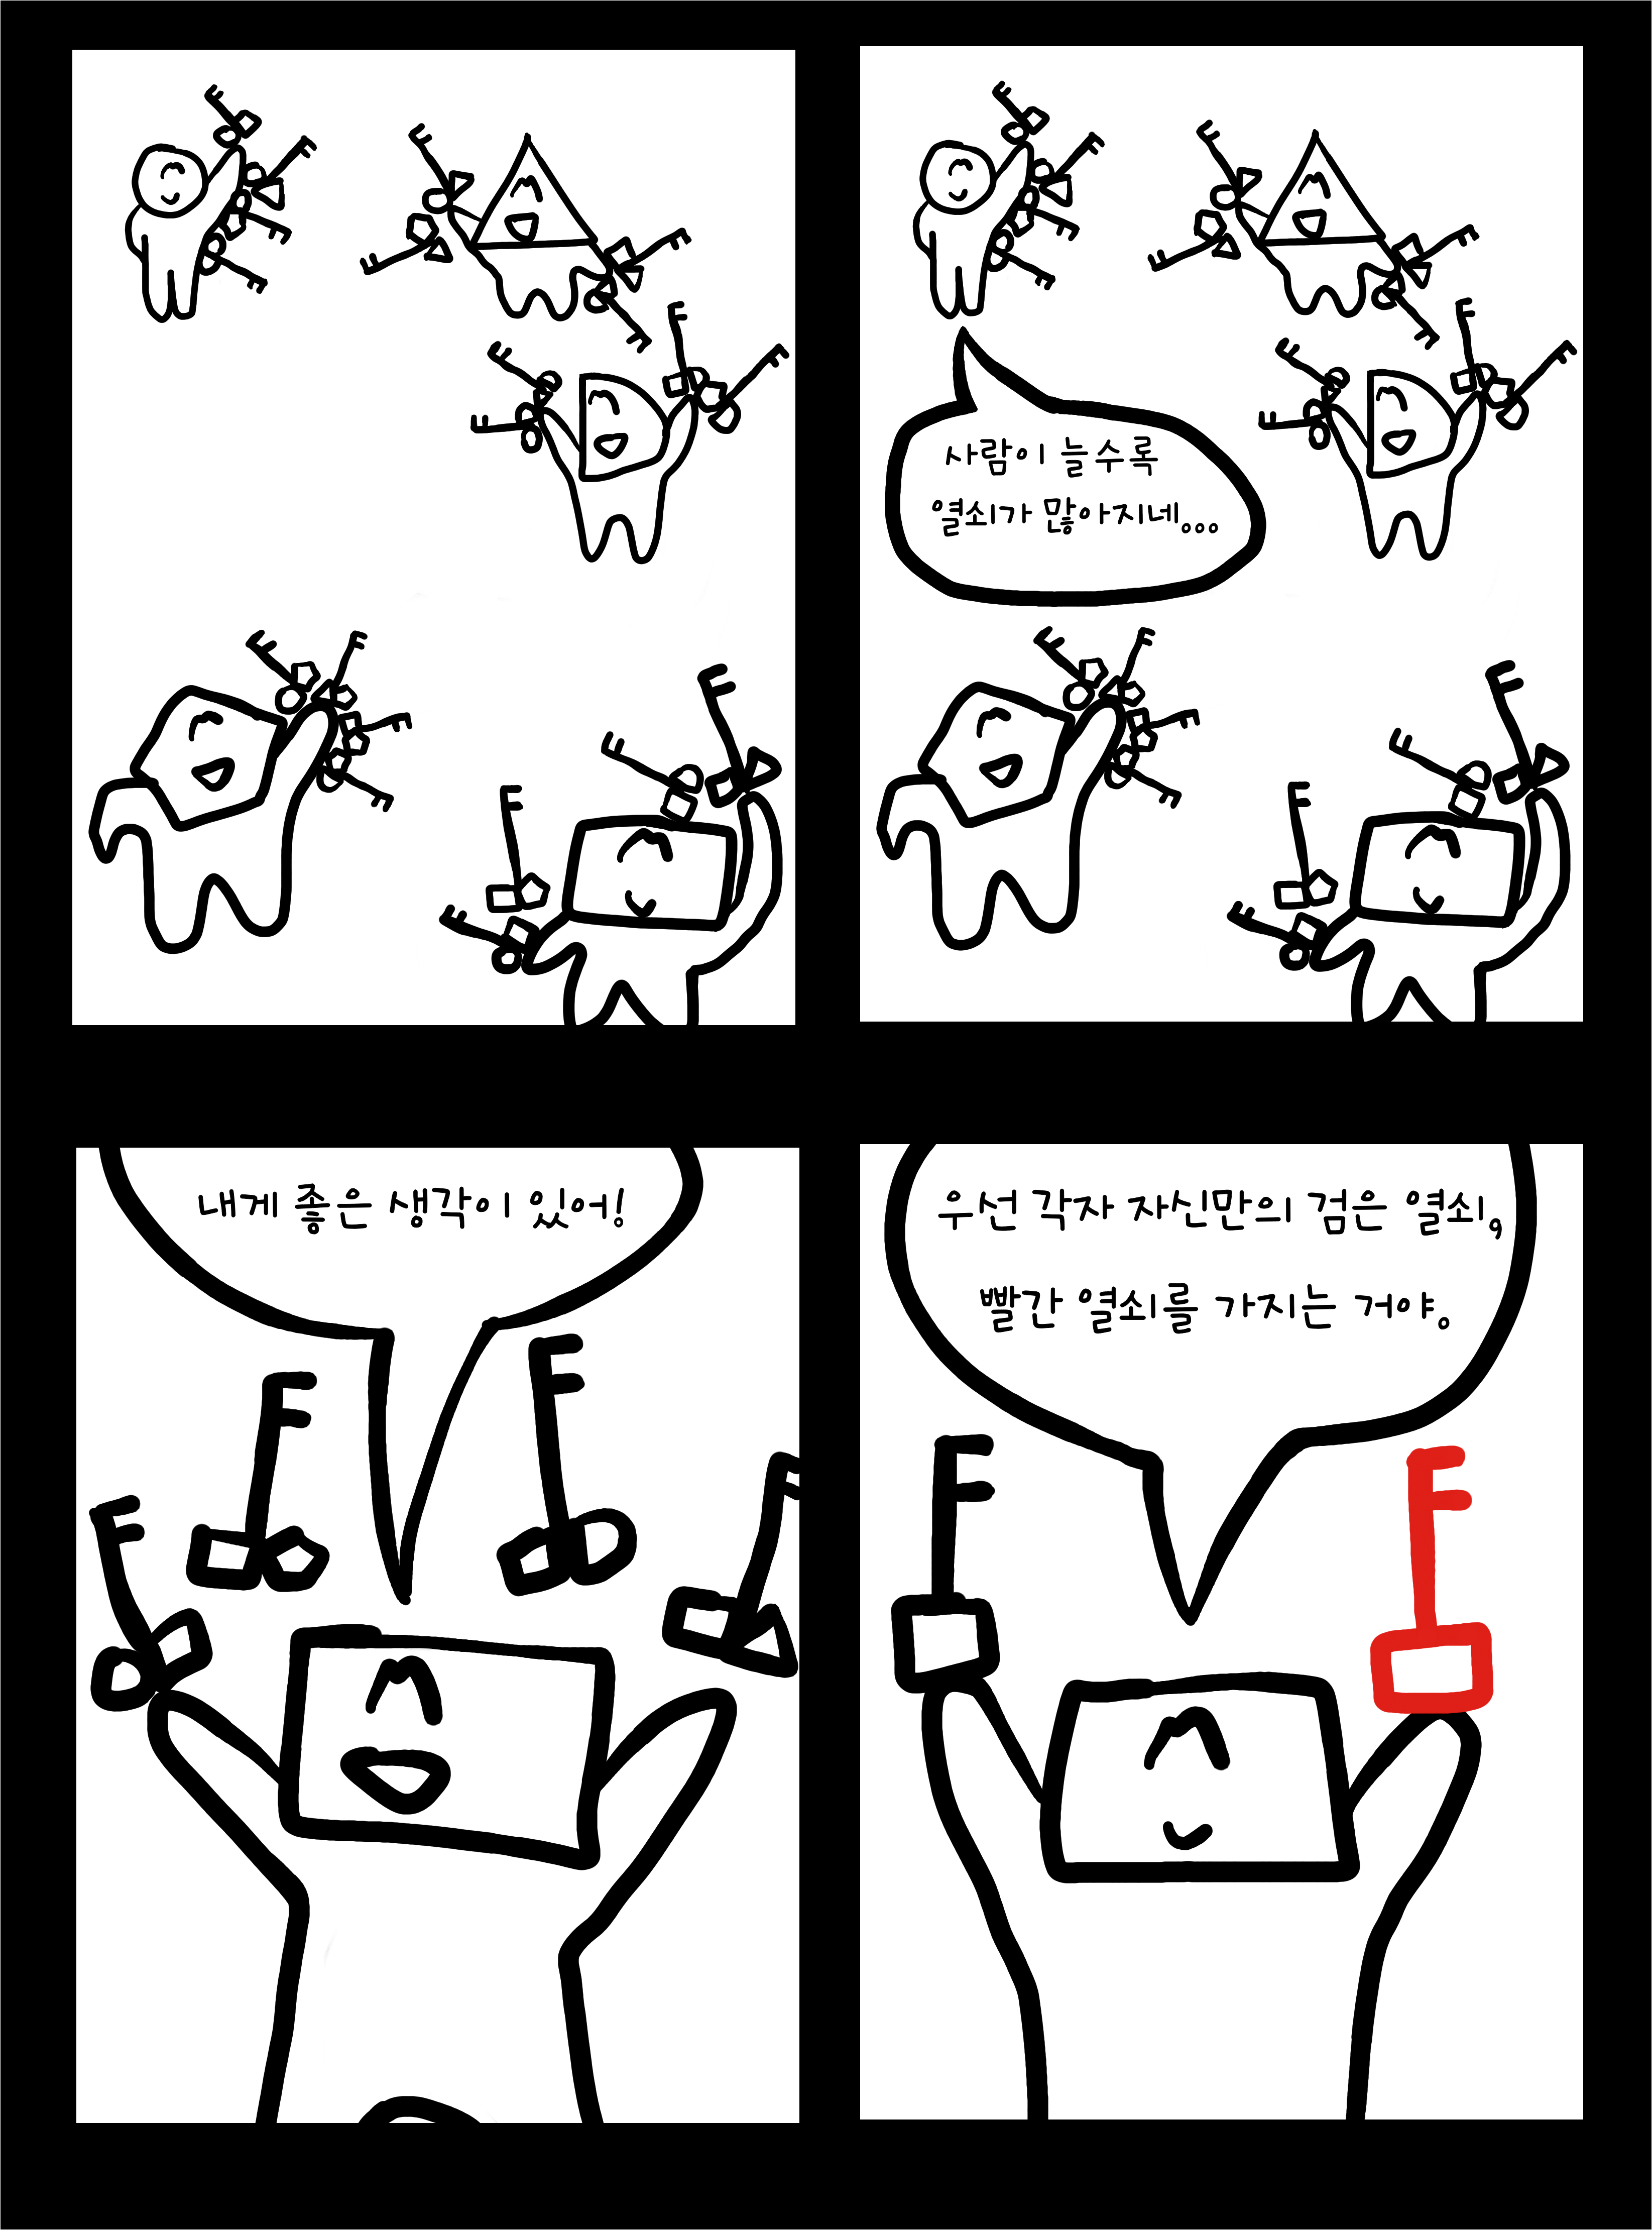 사람이 늘수록
열쇠가 많아지네...
내게 좋은 생각이 있어!
우선 각자 자신만의 검은 열쇠,
빨간 열쇠를 가지는 거야.